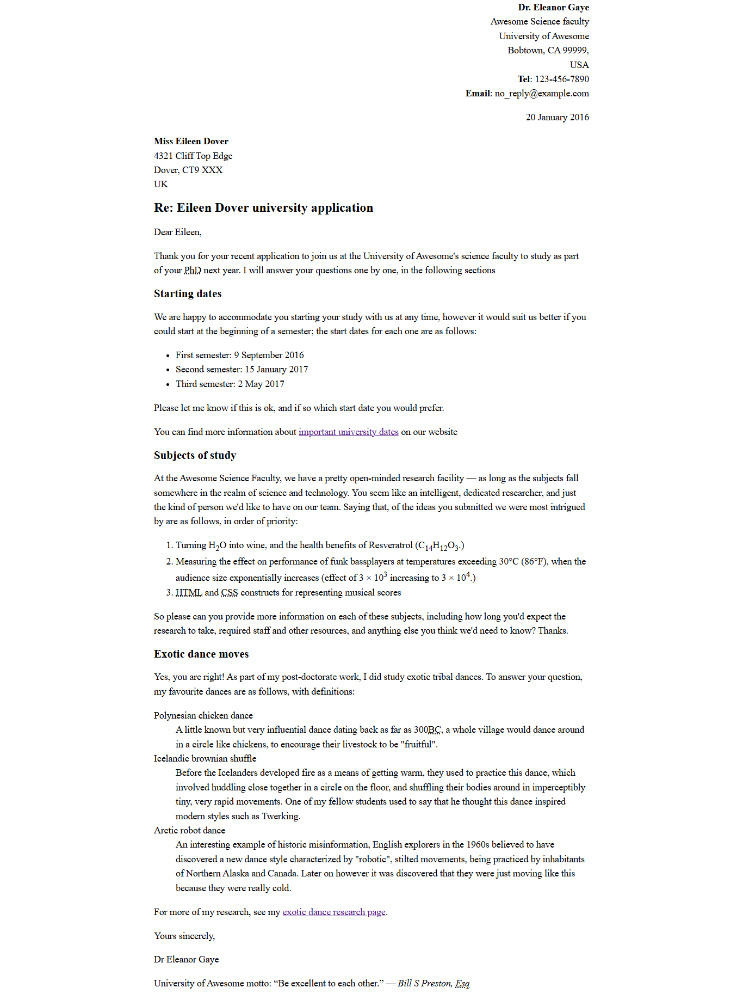 Dr. Eleanor Gaye
Awesome Science faculty
University of Awesome
Bobtown, CA 99999,
USA
Tel: 123-456-7890
Email: no_reply@example.com
20 January 2016
Miss Eileen Dover
4321 Cliff Top Edge
Dover, CT9 XXX
UK
Re: Eileen Dover university application
Dear Eileen,
Thank you for your recent application to join us at the University of Awesome's science faculty to study as part
of your PhD next year. I will answer your questions one by one, in the following sections
Starting dates
We are happy to accommodate you starting your study with us at any time, however it would suit us better if you
could start at the beginning of a semester; the start dates for each one are as follows:
• First semester: 9 September 2016
• Second semester: 15 January 2017
• Third semester: 2 May 2017
Please let me know if this is ok, and if so which start date you would prefer.
You can find more information about important university dates on our website
Subjects of study
At the Awesome Science Faculty, we have a pretty open-minded research facility — as long as the subjects fall
somewhere in the realm of science and technology. You seem like an intelligent, dedicated researcher, and just
the kind of person we'd like to have on our team. Saying that, of the ideas you submitted we were most intrigued
by are as follows, in order of priority:
1. Turning H₂O into wine, and the health benefits of Resveratrol (C₁₄H₁₂O₃.)
2. Measuring the effect on performance of funk bassplayers at temperatures exceeding 30°C (86°F), when the
audience size exponentially increases (effect of 3 × 10³ increasing to 3 × 10⁴.)
3. HTML and CSS constructs for representing musical scores
So please can you provide more information on each of these subjects, including how long you'd expect the
research to take, required staff and other resources, and anything else you think we'd need to know? Thanks.
Exotic dance moves
Yes, you are right! As part of my post-doctorate work, I did study exotic tribal dances. To answer your question,
my favourite dances are as follows, with definitions:
Polynesian chicken dance
A little known but very influential dance dating back as far as 300BC, a whole village would dance around
in a circle like chickens, to encourage their livestock to be "fruitful".
Icelandic brownian shuffle
Before the Icelanders developed fire as a means of getting warm, they used to practice this dance, which
involved huddling close together in a circle on the floor, and shuffling their bodies around in imperceptibly
tiny, very rapid movements. One of my fellow students used to say that he thought this dance inspired
modern styles such as Twerking.
Arctic robot dance
An interesting example of historic misinformation, English explorers in the 1960s believed to have
discovered a new dance style characterized by "robotic", stilted movements, being practiced by inhabitants
of Northern Alaska and Canada. Later on however it was discovered that they were just moving like this
because they were really cold.
For more of my research, see my exotic dance research page.
Yours sincerely,
Dr Eleanor Gaye
University of Awesome motto: “Be excellent to each other.” — Bill S Preston, Esq